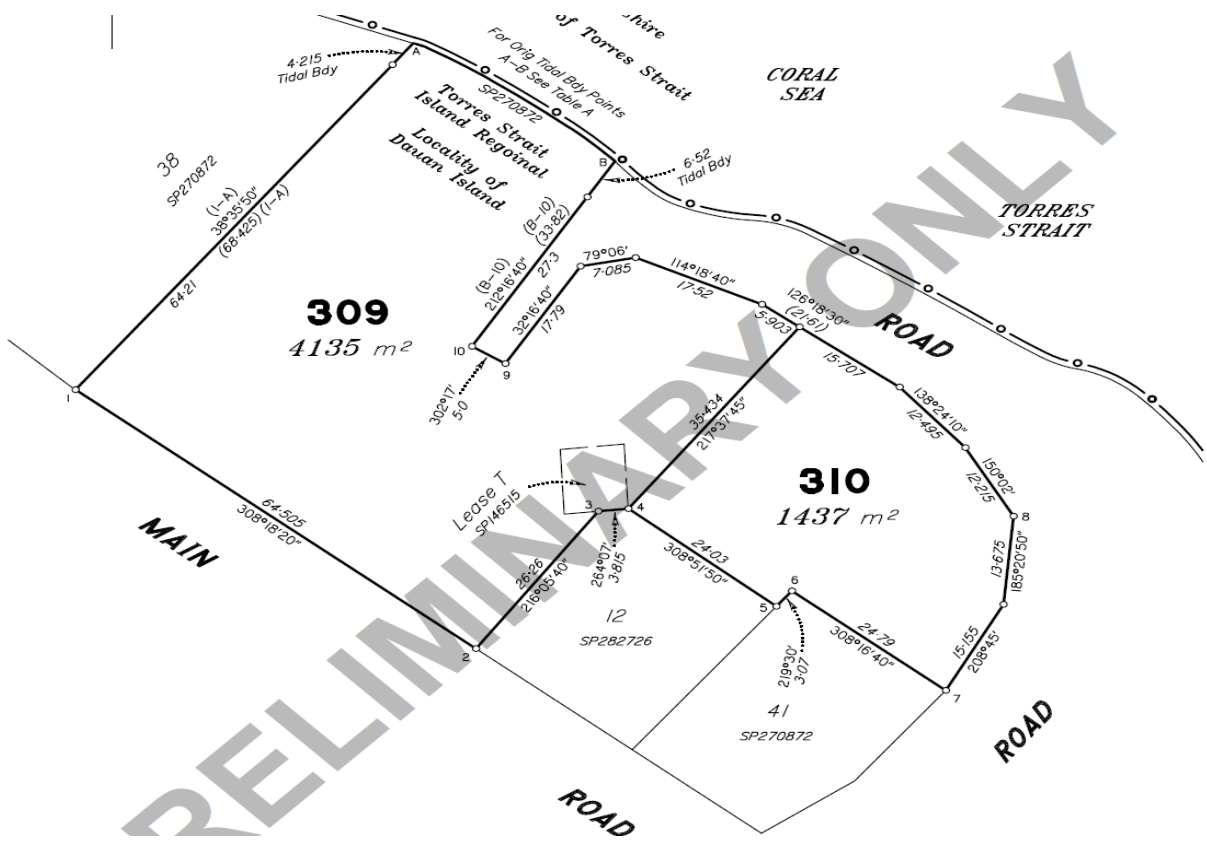 shire
of Torres Strait
For Orig Tidal Bdy Points
A-B See Table A
SP270872
CORAL
SEA
4·215
Tidal Bdy
A
Torres Strait
Island Regoinal
Locality of
Dauan Island
B
6·52
Tidal Bdy
38
SP270872
(1-A)
38°35'50"
(68·425) (1-A)
64·21
TORRES
STRAIT
(B-10)
(33·82)
(B-10)
212°16'40"
27·3
79°06'
7·085
114°18'40"
17·52
32°16'40"
17·79
126°18'30"
(21·61)
5·903
ROAD
309
4135 m²
10
9
302°17'
5·0
15·707
138°24'10"
12·495
1
35·434
217°37'45"
150°02'
12·215
310
1437 m²
8
Lease T
SP146515
3
4
264°07'
3·815
64·505
308°18'20"
MAIN
26·26
216°05'40"
24·03
308°51'50"
13·675
185°20'50"
5
6
12
SP282726
219°30'
3·07
24·79
308°16'40"
15·155
208°45'
2
7
41
SP270872
ROAD
ROAD
RELIMINARY ONLY